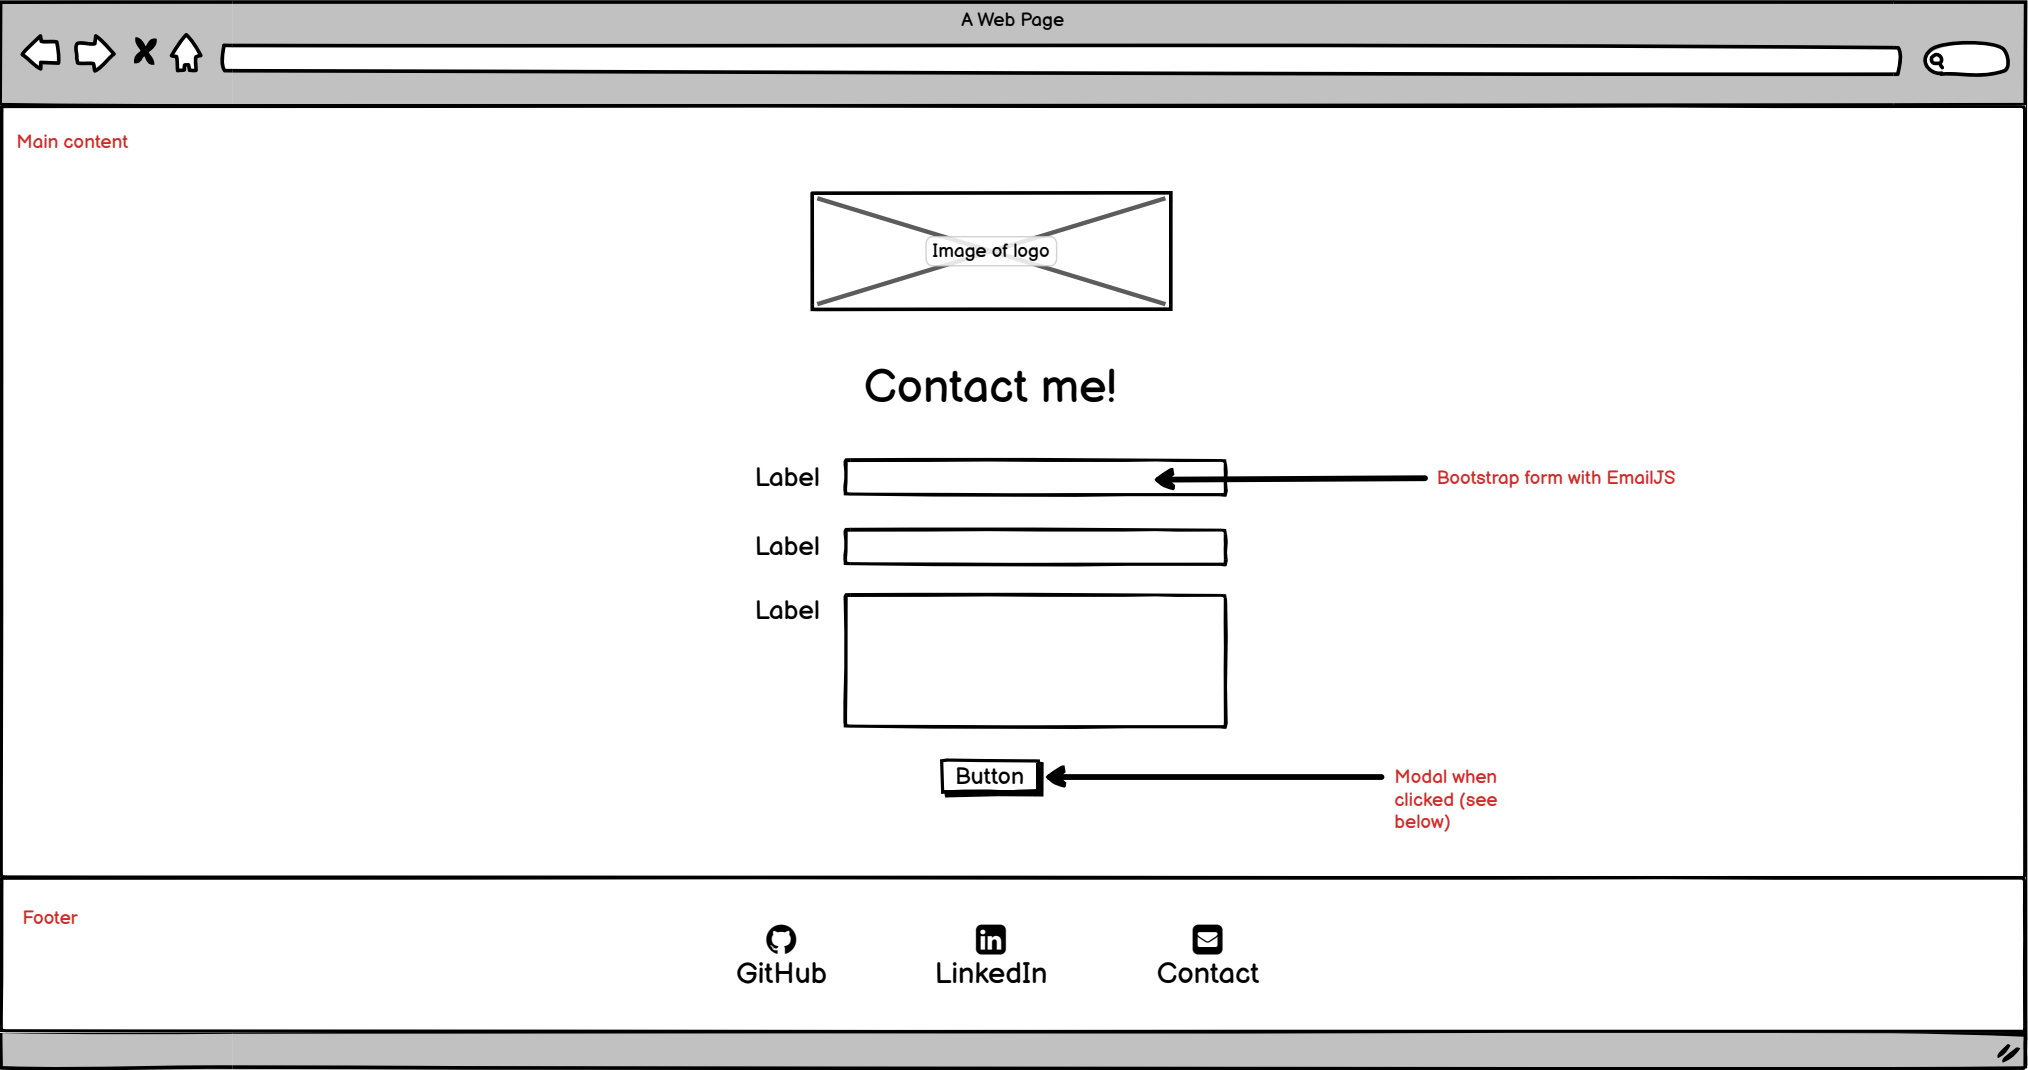 A Web Page
Main content
Image of logo
Contact me!
Label
Bootstrap form with EmailJS
Label
Label
Button
Modal when
clicked (see
below)
Footer
GitHub
LinkedIn
Contact